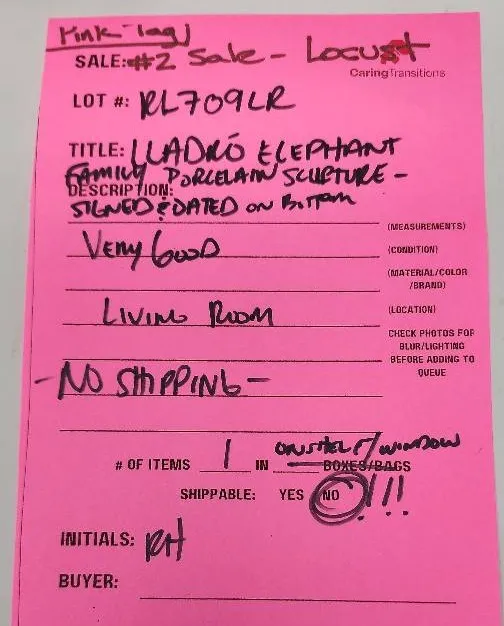 Pink Tag
SALE: #2 Sale - Locust
CaringTransitions
LOT #: RL709LR
TITLE: LLADRÓ ELEPHANT
FAMILY PORCELAIN SCULPTURE -
DESCRIPTION:
SIGNED & DATED ON BOTTOM
(MEASUREMENTS)
VERY GOOD (CONDITION)
(MATERIAL/COLOR
/BRAND)
LIVING ROOM (LOCATION)
CHECK PHOTOS FOR
BLUR/LIGHTING
BEFORE ADDING TO
QUEUE
- NO SHIPPING -
ON SHELF/WINDOW
# OF ITEMS 1 IN BOXES/BAGS
SHIPPABLE: YES NO !!!
INITIALS: RH
BUYER: